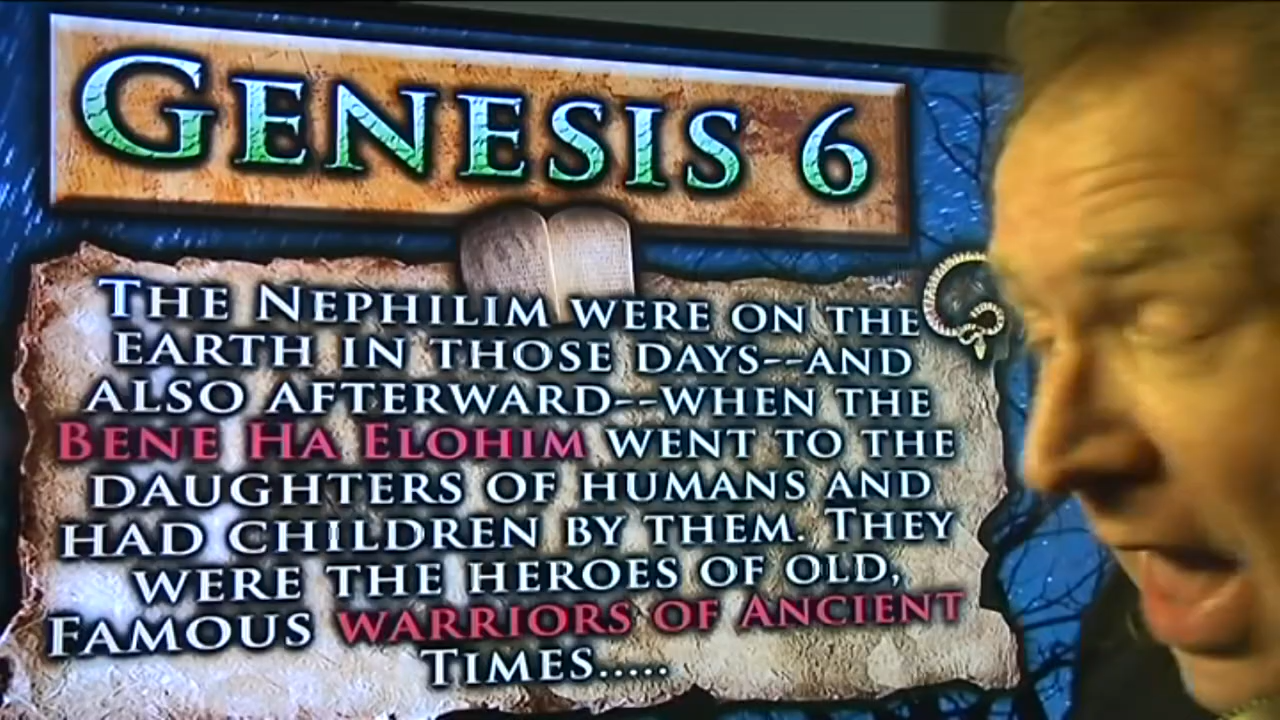 GENESIS 6
THE NEPHILIM WERE ON THE
EARTH IN THOSE DAYS--AND
ALSO AFTERWARD--WHEN THE
BENE HA ELOHIM WENT TO THE
DAUGHTERS OF HUMANS AND
HAD CHILDREN BY THEM. THEY
WERE THE HEROES OF OLD,
FAMOUS WARRIORS OF ANCIENT
TIMES.....